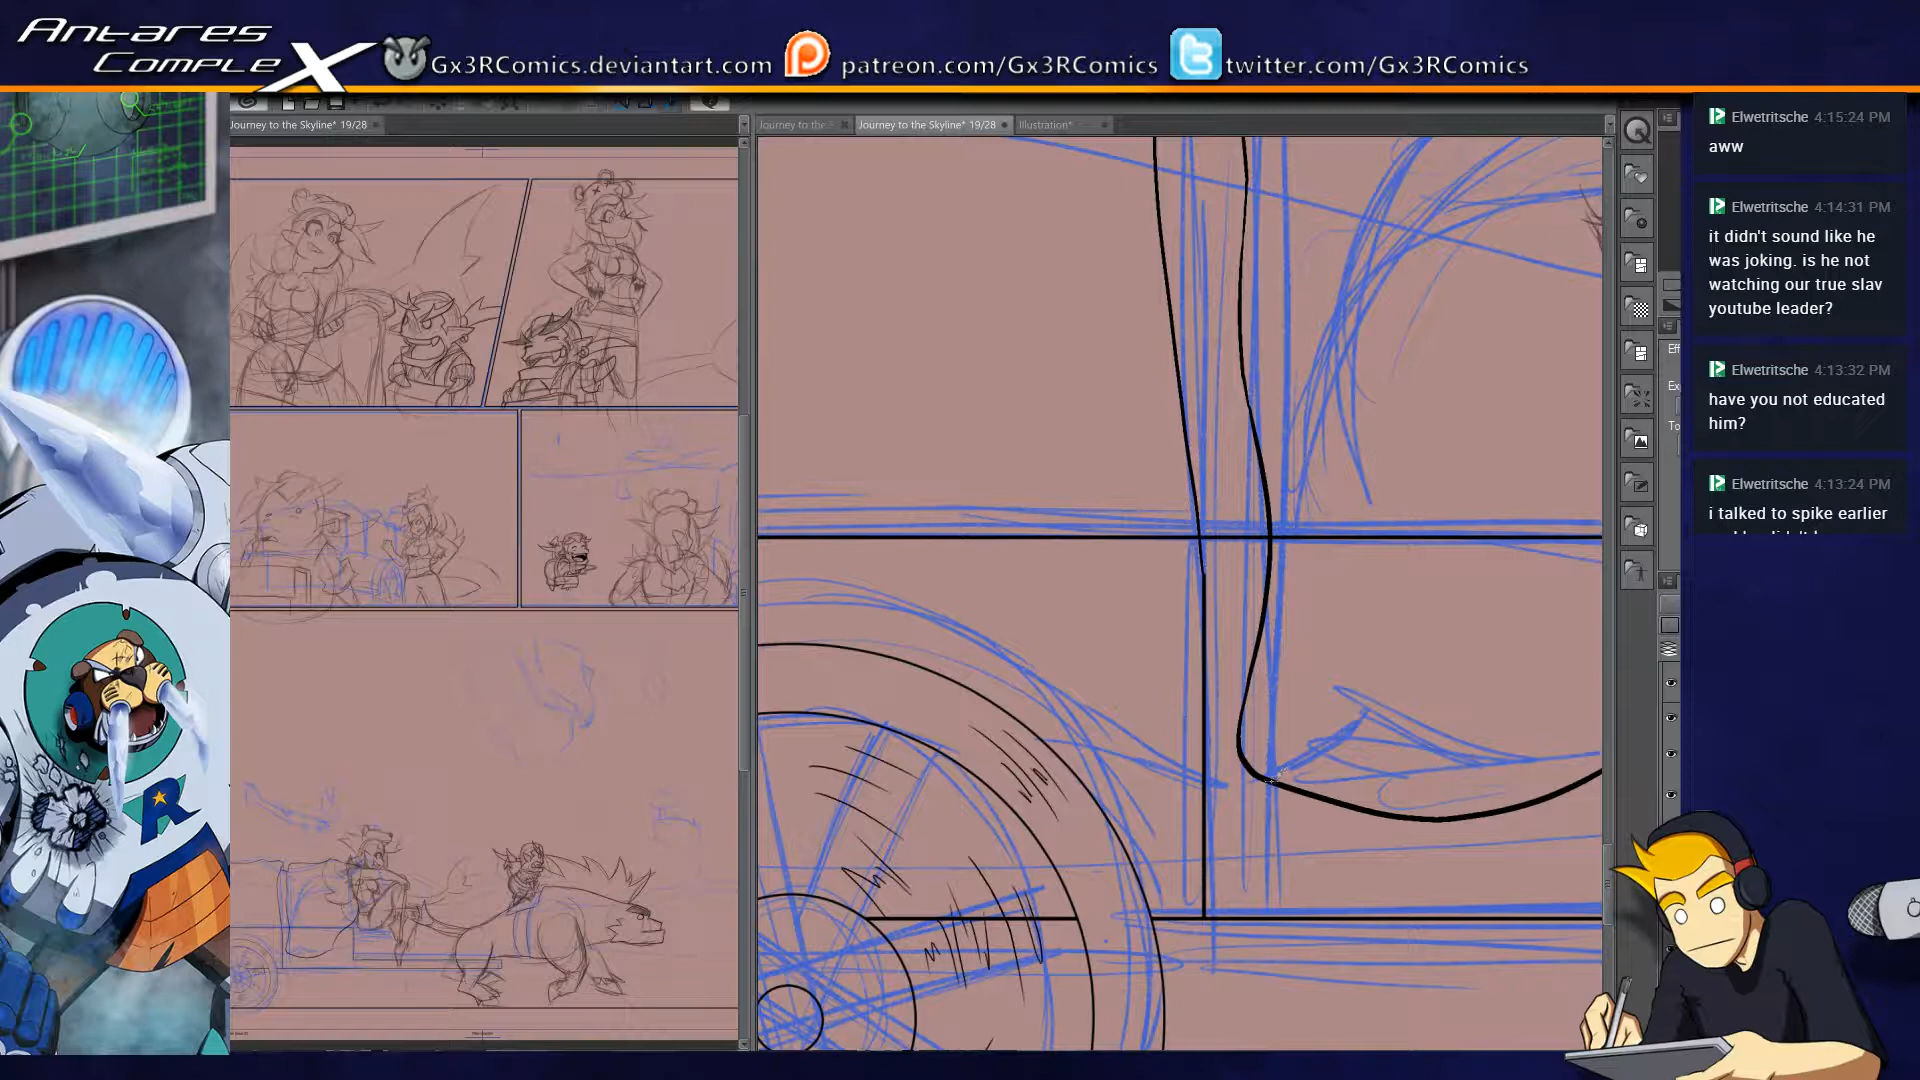 Antares
Complex
Gx3RComics.deviantart.com
patreon.com/Gx3RComics
twitter.com/Gx3RComics
Journey to the Skyline* 19/28
Journey to the
Journey to the Skyline* 19/28
Illustration*
Elwetritsche 4:15:24 PM
aww
Elwetritsche 4:14:31 PM
it didn't sound like he
was joking. is he not
watching our true slav
youtube leader?
Elwetritsche 4:13:32 PM
have you not educated
him?
Elwetritsche 4:13:24 PM
i talked to spike earlier
R